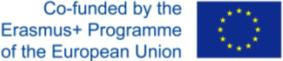 Co-funded by the
Erasmus+ Programme
of the European Union